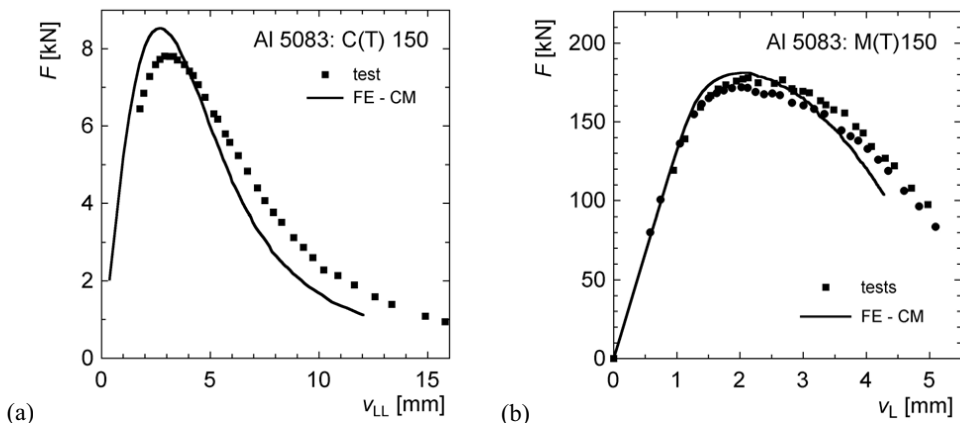 Al 5083: C(T) 150
F [kN]
test
FE - CM
8
6
4
2
0
0 5 10 15
v_LL [mm]
(a)
Al 5083: M(T)150
F [kN]
200
150
100
50
0
tests
FE - CM
0 1 2 3 4 5
v_L [mm]
(b)